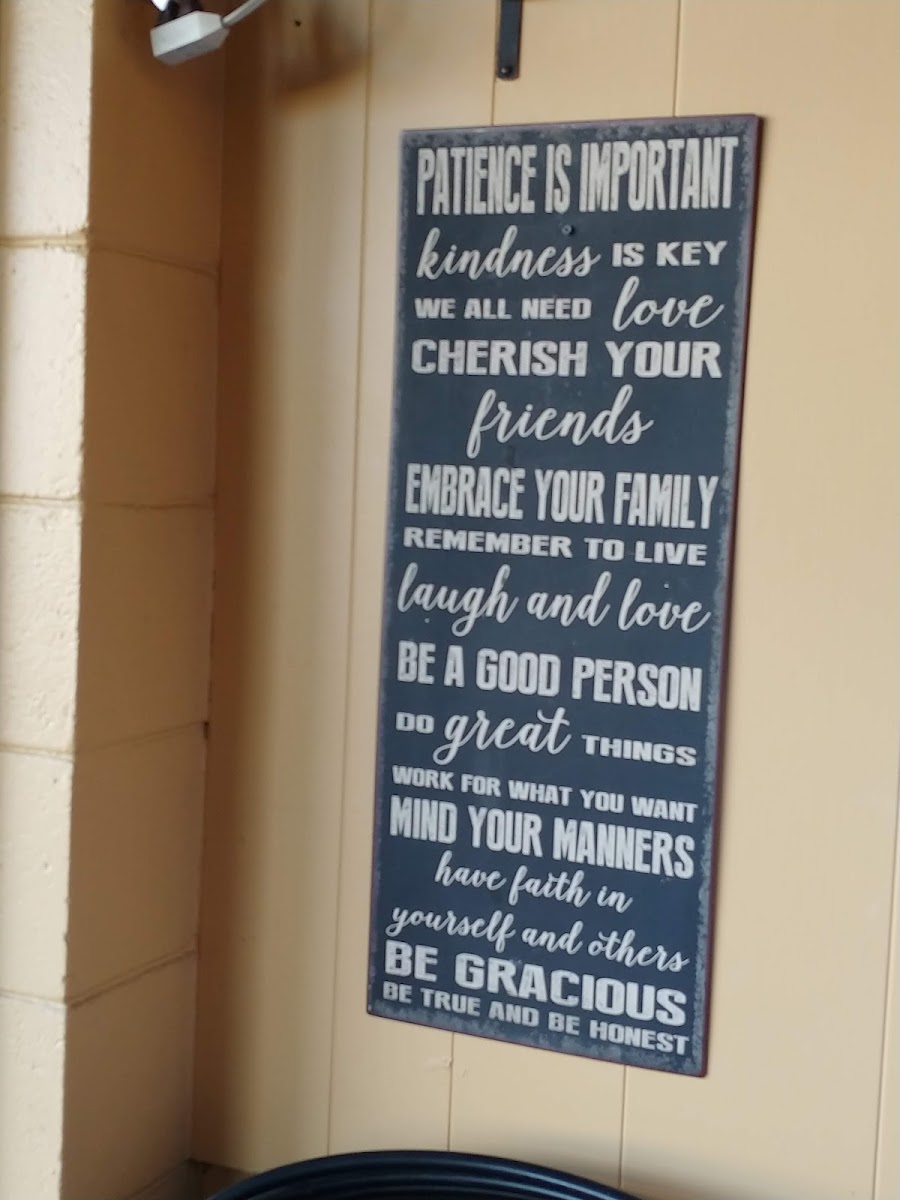 PATIENCE IS IMPORTANT
kindness IS KEY
WE ALL NEED love
CHERISH YOUR
friends
EMBRACE YOUR FAMILY
REMEMBER TO LIVE
laugh and love
BE A GOOD PERSON
DO great THINGS
WORK FOR WHAT YOU WANT
MIND YOUR MANNERS
have faith in
yourself and others
BE GRACIOUS
BE TRUE AND BE HONEST